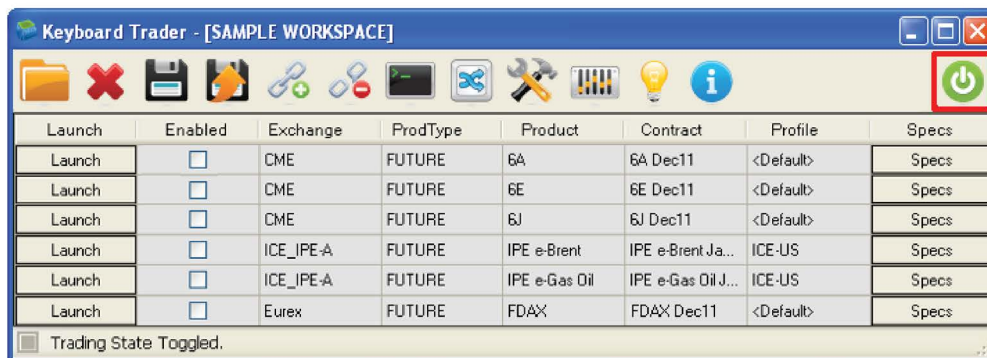 Keyboard Trader - [SAMPLE WORKSPACE]
Launch Enabled Exchange ProdType Product Contract Profile Specs
Launch CME FUTURE 6A 6A Dec11 <Default> Specs
Launch CME FUTURE 6E 6E Dec11 <Default> Specs
Launch CME FUTURE 6J 6J Dec11 <Default> Specs
Launch ICE_IPE-A FUTURE IPE e-Brent IPE e-Brent Ja... ICE-US Specs
Launch ICE_IPE-A FUTURE IPE e-Gas Oil IPE e-Gas Oil J... ICE-US Specs
Launch Eurex FUTURE FDAX FDAX Dec11 <Default> Specs
Trading State Toggled.